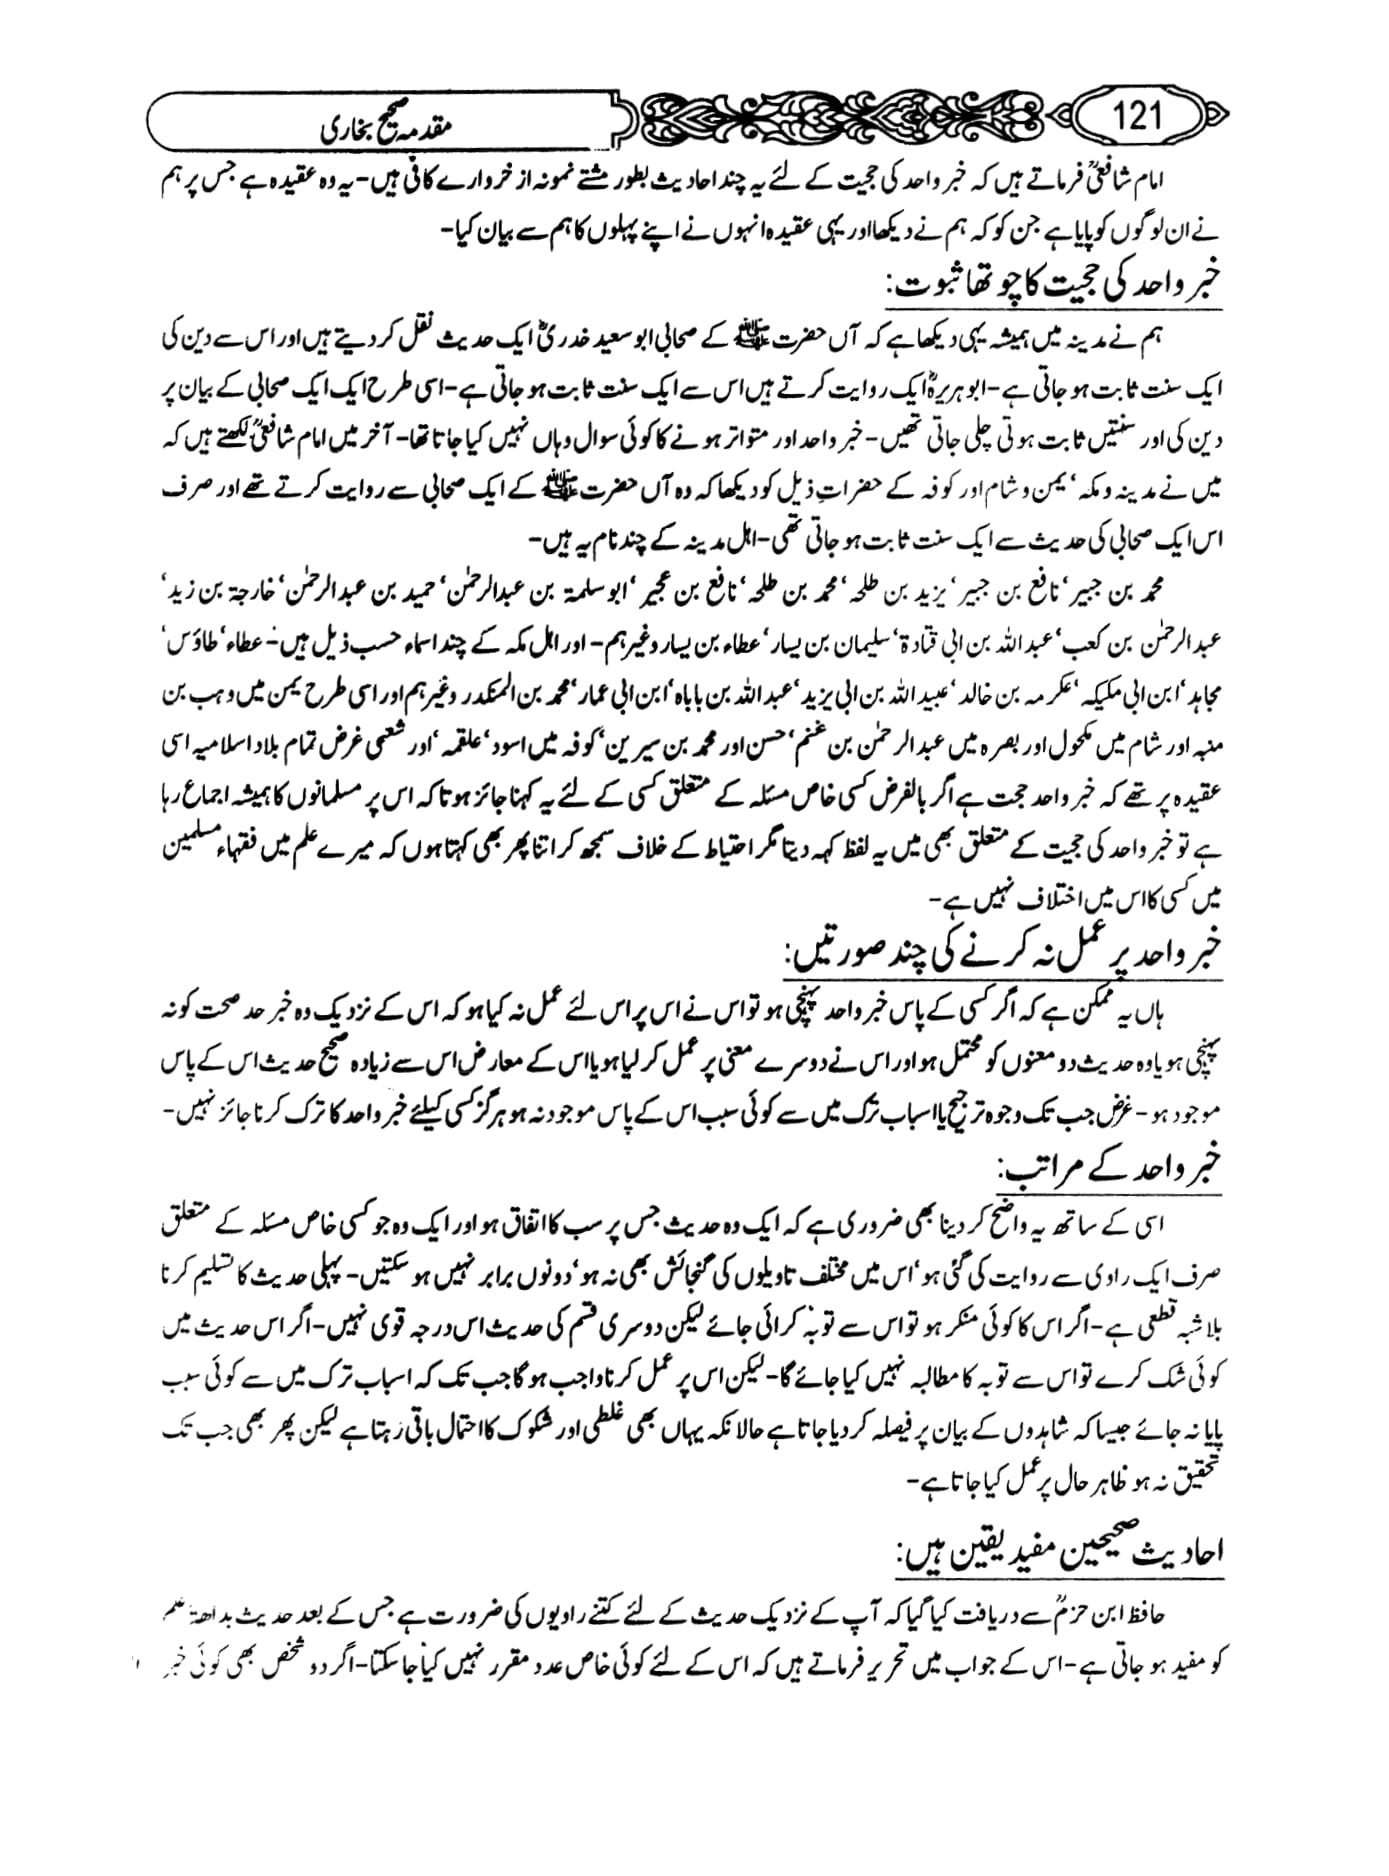 121
مقدمہ صحیح بخاری
امام شافعیؒ فرماتے ہیں کہ خبر واحد کی حجیت کے لئے یہ چند احادیث بطور مشتے نمونہ از خروارے کافی ہیں- یہ وہ عقیدہ ہے جس پر ہم
نے ان لوگوں کو پایا ہے جن کو کہ ہم نے دیکھا اور یہی عقیدہ انہوں نے اپنے پہلوں کا ہم سے بیان کیا-
خبر واحد کی حجیت کا چوتھا ثبوت:
ہم نے مدینہ میں ہمیشہ یہی دیکھا ہے کہ آں حضرت ﷺ کے صحابی ابو سعید خدریؓ ایک حدیث نقل کر دیتے ہیں اور اس سے دین کی
ایک سنت ثابت ہو جاتی ہے- ابو ہریرہؓ ایک روایت کرتے ہیں اس سے ایک سنت ثابت ہو جاتی ہے- اسی طرح ایک ایک صحابی کے بیان پر
دین کی اور سنتیں ثابت ہوتی چلی جاتی تھیں- خبر واحد اور متواتر ہونے کا کوئی سوال وہاں نہیں کیا جاتا تھا- آخر میں امام شافعیؒ لکھتے ہیں کہ
میں نے مدینہ و مکہ‘ یمن و شام اور کوفہ کے حضراتِ ذیل کو دیکھا کہ وہ آں حضرت ﷺ کے ایک صحابی سے روایت کرتے تھے اور صرف
اس ایک صحابی کی حدیث سے ایک سنت ثابت ہو جاتی تھی- اہل مدینہ کے چند نام یہ ہیں-
محمد بن جبیر‘ نافع بن جبیر‘ یزید بن طلحہ‘ محمد بن طلحہ‘ نافع بن عجیر‘ ابو سلمۃ بن عبدالرحمٰن‘ حمید بن عبدالرحمٰن‘ خارجۃ بن زید‘
عبدالرحمٰن بن کعب‘ عبداللہ بن ابی قتادۃ‘ سلیمان بن یسار‘ عطاء بن یسار وغیرہم- اور اہل مکہ کے چند اسماء حسب ذیل ہیں- عطاء‘ طاؤس‘
مجاہد‘ ابن ابی ملیکہ‘ عکرمہ بن خالد‘ عبیداللہ بن ابی یزید‘ عبداللہ بن باباہ‘ ابن ابی عمار‘ محمد بن المنکدر وغیرہم اور اسی طرح یمن میں وہب بن
منبہ اور شام میں مکحول اور بصرہ میں عبدالرحمٰن بن غنم‘ حسن اور محمد بن سیرین‘ کوفہ میں اسود‘ علقمہ‘ اور شعبی غرض تمام بلاد اسلامیہ اسی
عقیدہ پر تھے کہ خبر واحد حجت ہے اگر بالفرض کسی خاص مسئلہ کے متعلق کسی کے لئے یہ کہنا جائز ہوتا کہ اس پر مسلمانوں کا ہمیشہ اجماع رہا
ہے تو خبر واحد کی حجیت کے متعلق بھی میں یہ لفظ کہہ دیتا مگر احتیاط کے خلاف سمجھ کر اتنا پھر بھی کہتا ہوں کہ میرے علم میں فقہاء مسلمین
میں کسی کا اس میں اختلاف نہیں ہے-
خبر واحد پر عمل نہ کرنے کی چند صورتیں:
ہاں یہ ممکن ہے کہ اگر کسی کے پاس خبر واحد پہنچی ہو تو اس نے اس پر اس لئے عمل نہ کیا ہو کہ اس کے نزدیک وہ خبر حد صحت کو نہ
پہنچی ہو یا وہ حدیث دو معنوں کو محتمل ہو اور اس نے دوسرے معنی پر عمل کر لیا ہو یا اس کے معارض اس سے زیادہ صحیح حدیث اس کے پاس
موجود ہو- غرض جب تک وجوہ ترجیح یا اسباب ترک میں سے کوئی سبب اس کے پاس موجود نہ ہو ہرگز کسی کیلئے خبر واحد کا ترک کرنا جائز نہیں-
خبر واحد کے مراتب:
اسی کے ساتھ یہ واضح کر دینا بھی ضروری ہے کہ ایک وہ حدیث جس پر سب کا اتفاق ہو اور ایک وہ جو کسی خاص مسئلہ کے متعلق
صرف ایک راوی سے روایت کی گئی ہو‘ اس میں مختلف تاویلوں کی گنجائش بھی نہ ہو‘ دونوں برابر نہیں ہو سکتیں- پہلی حدیث کا تسلیم کرنا
بلاشبہ قطعی ہے- اگر اس کا کوئی منکر ہو تو اس سے توبہ کرائی جائے لیکن دوسری قسم کی حدیث اس درجہ قوی نہیں- اگر اس حدیث میں
کوئی شک کرے تو اس سے توبہ کا مطالبہ نہیں کیا جائے گا- لیکن اس پر عمل کرنا واجب ہو گا جب تک کہ اسباب ترک میں سے کوئی سبب
پایا نہ جائے جیسا کہ شاہدوں کے بیان پر فیصلہ کر دیا جاتا ہے حالانکہ یہاں بھی غلطی اور شکوک کا احتمال باقی رہتا ہے لیکن پھر بھی جب تک
تحقیق نہ ہو ظاہر حال پر عمل کیا جاتا ہے-
احادیث صحیحین مفید یقین ہیں:
حافظ ابن حزمؒ سے دریافت کیا گیا کہ آپ کے نزدیک حدیث کے لئے کتنے راویوں کی ضرورت ہے جس کے بعد حدیث بداھۃً علم
کو مفید ہو جاتی ہے- اس کے جواب میں تحریر فرماتے ہیں کہ اس کے لئے کوئی خاص عدد مقرر نہیں کیا جا سکتا- اگر دو شخص بھی کوئی خبر